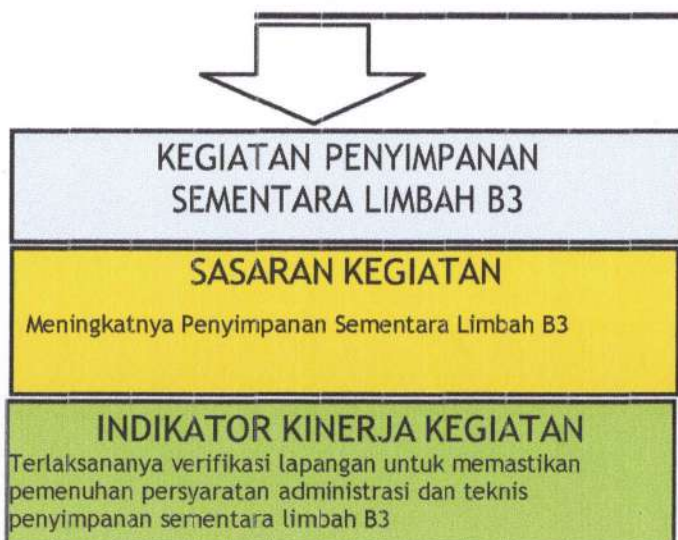 KEGIATAN PENYIMPANAN
SEMENTARA LIMBAH B3
SASARAN KEGIATAN
Meningkatnya Penyimpanan Sementara Limbah B3
INDIKATOR KINERJA KEGIATAN
Terlaksananya verifikasi lapangan untuk memastikan
pemenuhan persyaratan administrasi dan teknis
penyimpanan sementara limbah B3